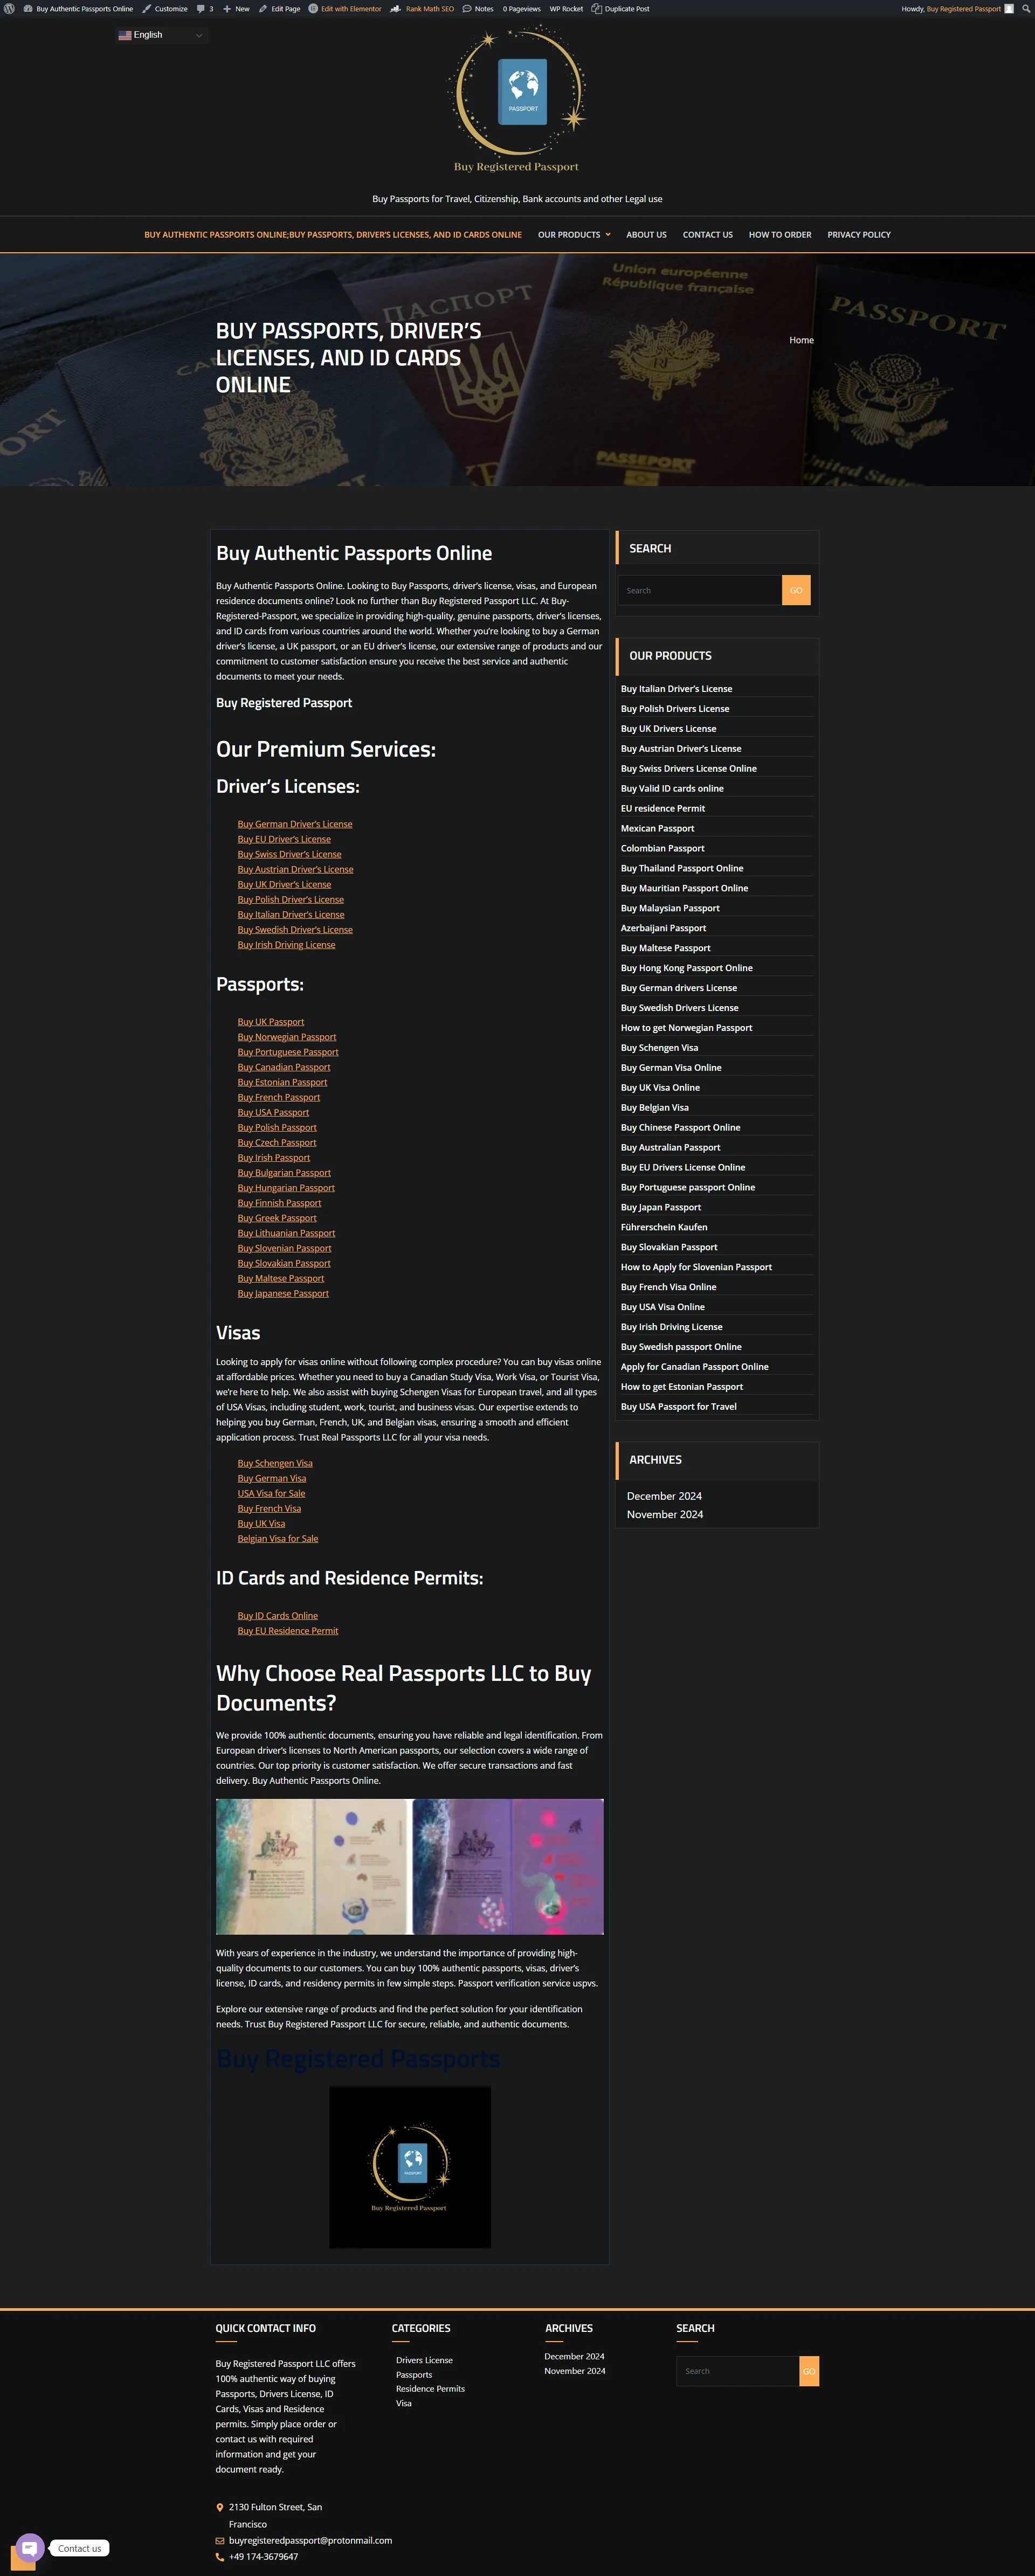 Buy Authentic Passports Online
Customize
3
New
Edit Page
Edit with Elementor
Rank Math SEO
Notes
0 Pageviews
WP Rocket
Duplicate Post
Howdy, Buy Registered Passport
English
PASSPORT
Buy Registered Passport
Buy Passports for Travel, Citizenship, Bank accounts and other Legal use
BUY AUTHENTIC PASSPORTS ONLINE;BUY PASSPORTS, DRIVER'S LICENSES, AND ID CARDS ONLINE
OUR PRODUCTS
ABOUT US
CONTACT US
HOW TO ORDER
PRIVACY POLICY
Union européenne
République française
ПАСПОРТ
PASSPORT
PASSEPORT
United States
BUY PASSPORTS, DRIVER'S
LICENSES, AND ID CARDS
ONLINE
Home
Buy Authentic Passports Online
Buy Authentic Passports Online. Looking to Buy Passports, driver's license, visas, and European
residence documents online? Look no further than Buy Registered Passport LLC. At Buy-
Registered-Passport, we specialize in providing high-quality, genuine passports, driver's licenses,
and ID cards from various countries around the world. Whether you're looking to buy a German
driver's license, a UK passport, or an EU driver's license, our extensive range of products and our
commitment to customer satisfaction ensure you receive the best service and authentic
documents to meet your needs.
Buy Registered Passport
Our Premium Services:
Driver's Licenses:
Buy German Driver's License
Buy EU Driver's License
Buy Swiss Driver's License
Buy Austrian Driver's License
Buy UK Driver's License
Buy Polish Driver's License
Buy Italian Driver's License
Buy Swedish Driver's License
Buy Irish Driving License
Passports:
Buy UK Passport
Buy Norwegian Passport
Buy Portuguese Passport
Buy Canadian Passport
Buy Estonian Passport
Buy French Passport
Buy USA Passport
Buy Polish Passport
Buy Czech Passport
Buy Irish Passport
Buy Bulgarian Passport
Buy Hungarian Passport
Buy Finnish Passport
Buy Greek Passport
Buy Lithuanian Passport
Buy Slovenian Passport
Buy Slovakian Passport
Buy Maltese Passport
Buy Japanese Passport
Visas
Looking to apply for visas online without following complex procedure? You can buy visas online
at affordable prices. Whether you need to buy a Canadian Study Visa, Work Visa, or Tourist Visa,
we're here to help. We also assist with buying Schengen Visas for European travel, and all types
of USA Visas, including student, work, tourist, and business visas. Our expertise extends to
helping you buy German, French, UK, and Belgian visas, ensuring a smooth and efficient
application process. Trust Real Passports LLC for all your visa needs.
Buy Schengen Visa
Buy German Visa
USA Visa for Sale
Buy French Visa
Buy UK Visa
Belgian Visa for Sale
ID Cards and Residence Permits:
Buy ID Cards Online
Buy EU Residence Permit
Why Choose Real Passports LLC to Buy
Documents?
We provide 100% authentic documents, ensuring you have reliable and legal identification. From
European driver's licenses to North American passports, our selection covers a wide range of
countries. Our top priority is customer satisfaction. We offer secure transactions and fast
delivery. Buy Authentic Passports Online.
With years of experience in the industry, we understand the importance of providing high-
quality documents to our customers. You can buy 100% authentic passports, visas, driver's
license, ID cards, and residency permits in few simple steps. Passport verification service uspvs.
Explore our extensive range of products and find the perfect solution for your identification
needs. Trust Buy Registered Passport LLC for secure, reliable, and authentic documents.
Buy Registered Passports
Buy Registered Passport
SEARCH
Search
GO
OUR PRODUCTS
Buy Italian Driver's License
Buy Polish Drivers License
Buy UK Drivers License
Buy Austrian Driver's License
Buy Swiss Drivers License Online
Buy Valid ID cards online
EU residence Permit
Mexican Passport
Colombian Passport
Buy Thailand Passport Online
Buy Mauritian Passport Online
Buy Malaysian Passport
Azerbaijani Passport
Buy Maltese Passport
Buy Hong Kong Passport Online
Buy German drivers License
Buy Swedish Drivers License
How to get Norwegian Passport
Buy Schengen Visa
Buy German Visa Online
Buy UK Visa Online
Buy Belgian Visa
Buy Chinese Passport Online
Buy Australian Passport
Buy EU Drivers License Online
Buy Portuguese passport Online
Buy Japan Passport
Führerschein Kaufen
Buy Slovakian Passport
How to Apply for Slovenian Passport
Buy French Visa Online
Buy USA Visa Online
Buy Irish Driving License
Buy Swedish passport Online
Apply for Canadian Passport Online
How to get Estonian Passport
Buy USA Passport for Travel
ARCHIVES
December 2024
November 2024
QUICK CONTACT INFO
Buy Registered Passport LLC offers
100% authentic way of buying
Passports, Drivers License, ID
Cards, Visas and Residence
permits. Simply place order or
contact us with required
information and get your
document ready.
2130 Fulton Street, San
Francisco
buyregisteredpassport@protonmail.com
+49 174-3679647
CATEGORIES
Drivers License
Passports
Residence Permits
Visa
ARCHIVES
December 2024
November 2024
SEARCH
Search
GO
Contact us